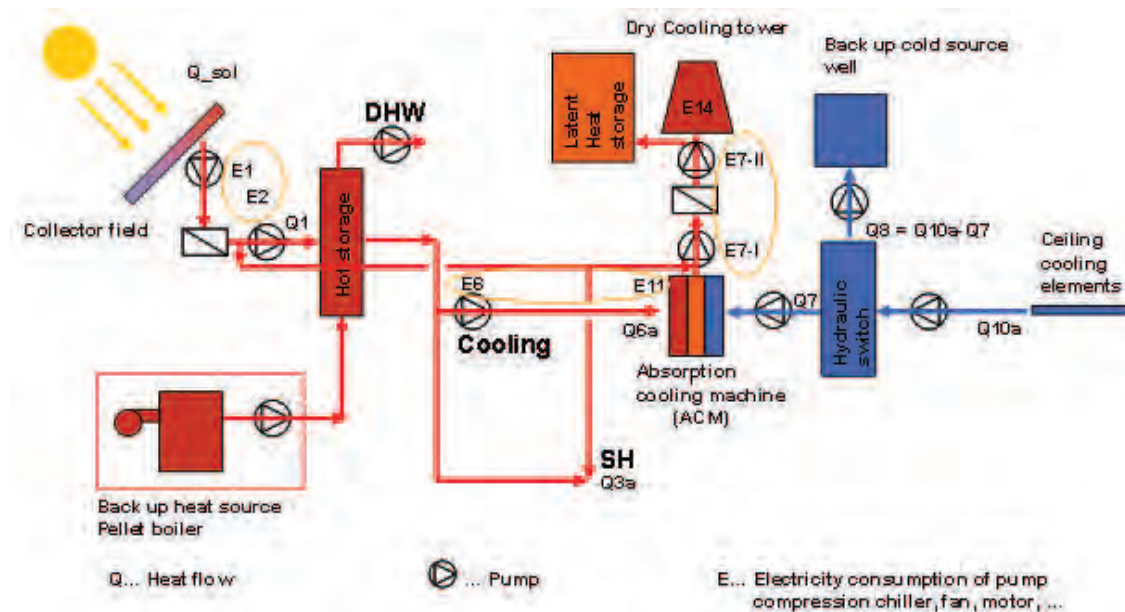 Dry Cooling tower
Q_sol
Back up cold source
well
DHW
Latent
Heat
storage
E14
E1
E2
E7-II
Collector field
Q1
Hot storage
Q8 = Q10a-Q7
E7-I
Ceiling
cooling
elements
E6
E11
Q7
Hydraulic
switch
Q6a
Q10a
Cooling
Absorption
cooling machine
(ACM)
SH
Q3a
Back up heat source
Pellet boiler
Q... Heat flow
... Pump
E... Electricity consumption of pump
compression chiller, fan, motor, ...